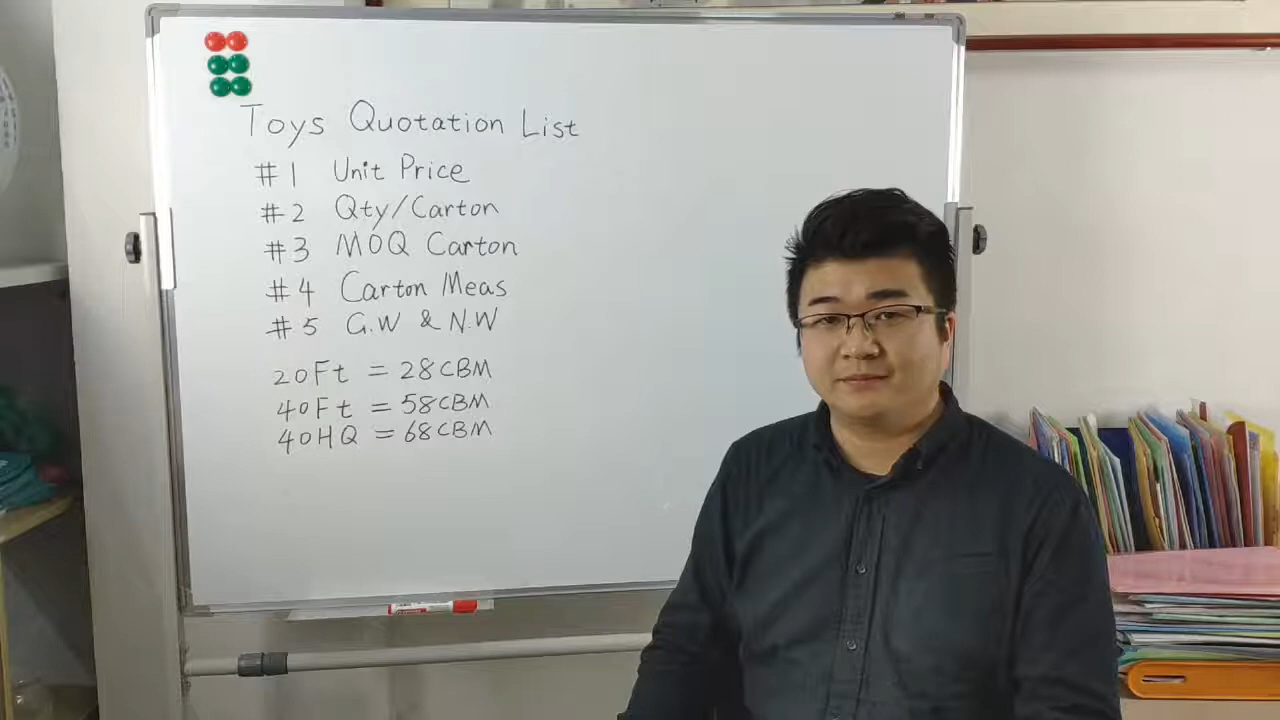 Toys Quotation List
#1 Unit Price
#2 Qty/Carton
#3 MOQ Carton
#4 Carton Meas
#5 G.W & N.W
20Ft = 28CBM
40Ft = 58CBM
40HQ = 68CBM